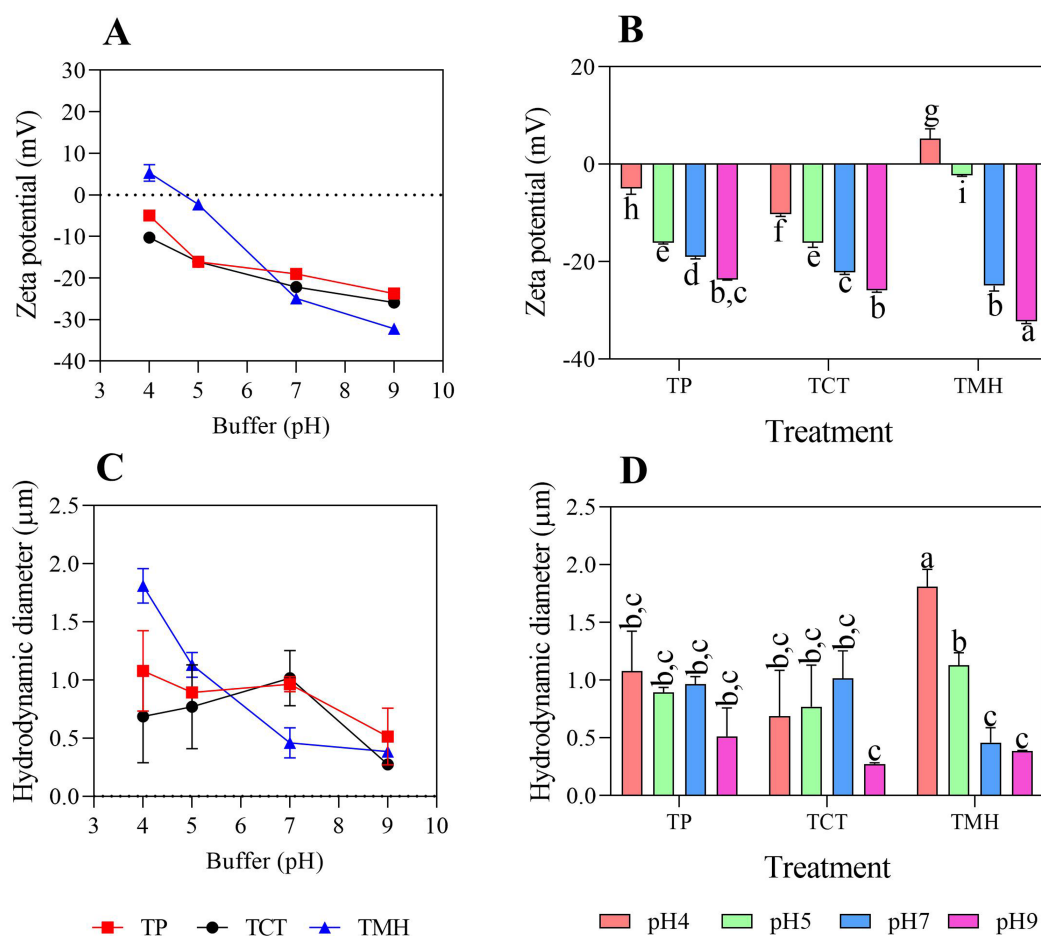 A
Zeta potential (mV)
30
20
10
0
-10
-20
-30
-40
3 4 5 6 7 8 9 10
Buffer (pH)
B
Zeta potential (mV)
20
0
-20
-40
h e d b,c f e c b g i b a
TP TCT TMH
Treatment
C
Hydrodynamic diameter (µm)
2.5
2.0
1.5
1.0
0.5
0.0
3 4 5 6 7 8 9 10
Buffer (pH)
TP TCT TMH
D
Hydrodynamic diameter (µm)
2.5
2.0
1.5
1.0
0.5
0.0
b,c b,c b,c b,c b,c b,c b,c c a b c c
TP TCT TMH
Treatment
pH4 pH5 pH7 pH9